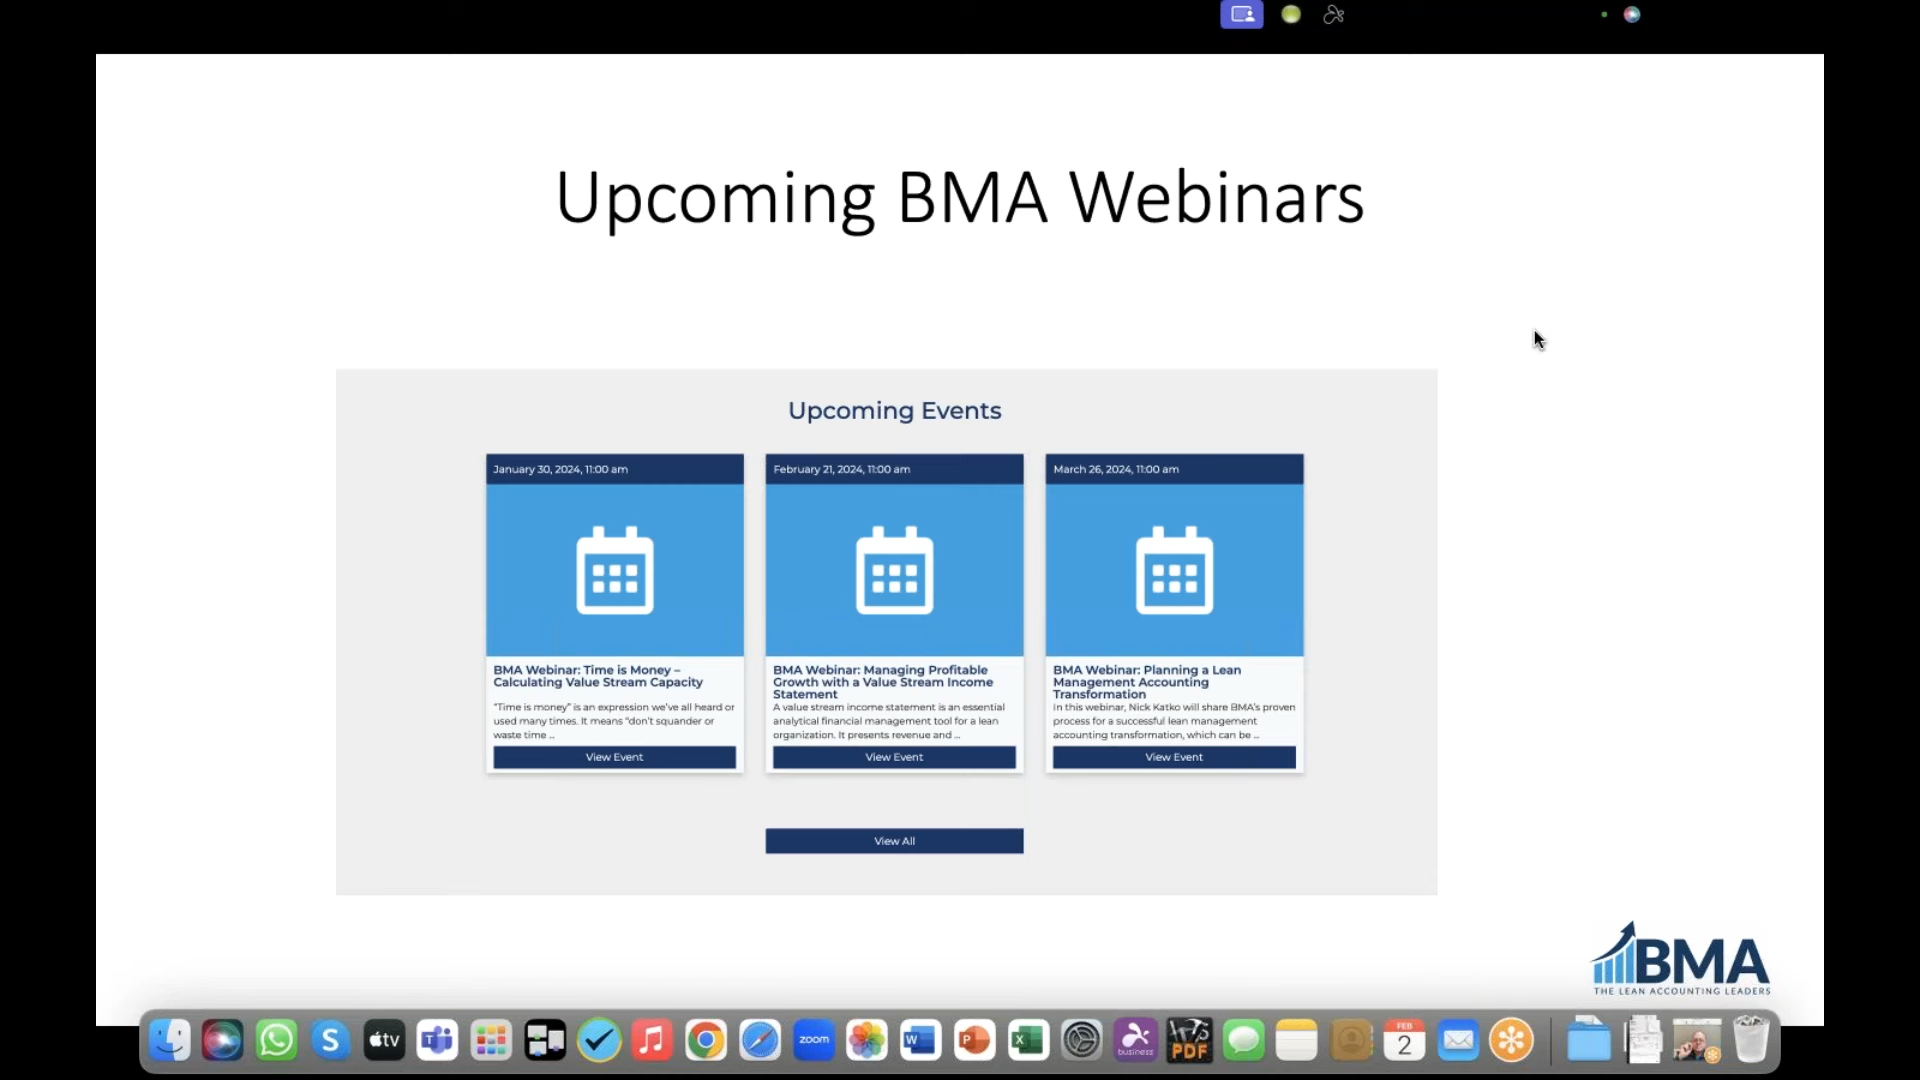 Upcoming BMA Webinars
Upcoming Events
January 30, 2024, 11:00 am
BMA Webinar: Time is Money –
Calculating Value Stream Capacity
"Time is money" is an expression we've all heard or
used many times. It means "don't squander or
waste time ...
View Event
February 21, 2024, 11:00 am
BMA Webinar: Managing Profitable
Growth with a Value Stream Income
Statement
A value stream income statement is an essential
analytical financial management tool for a lean
organization. It presents revenue and ...
View Event
March 26, 2024, 11:00 am
BMA Webinar: Planning a Lean
Management Accounting
Transformation
In this webinar, Nick Katko will share BMA's proven
process for a successful lean management
accounting transformation, which can be ...
View Event
View All
BMA
THE LEAN ACCOUNTING LEADERS
S
tv
T
zoom
W
P
X
business
PDF
FEB
2